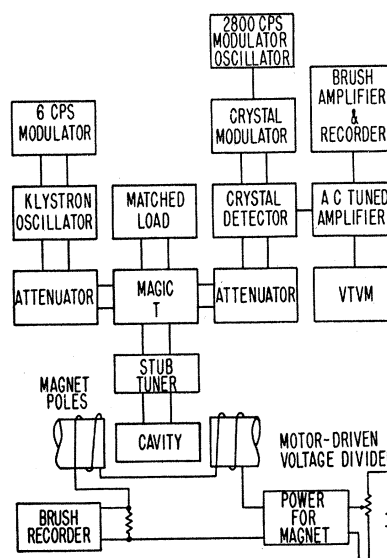 2800 CPS
MODULATOR
OSCILLATOR
6 CPS
MODULATOR
CRYSTAL
MODULATOR
BRUSH
AMPLIFIER
&
RECORDER
KLYSTRON
OSCILLATOR
MATCHED
LOAD
CRYSTAL
DETECTOR
A C TUNED
AMPLIFIER
ATTENUATOR
MAGIC
T
ATTENUATOR
VTVM
STUB
TUNER
MAGNET
POLES
CAVITY
MOTOR-DRIVEN
VOLTAGE DIVIDE
BRUSH
RECORDER
POWER
FOR
MAGNET